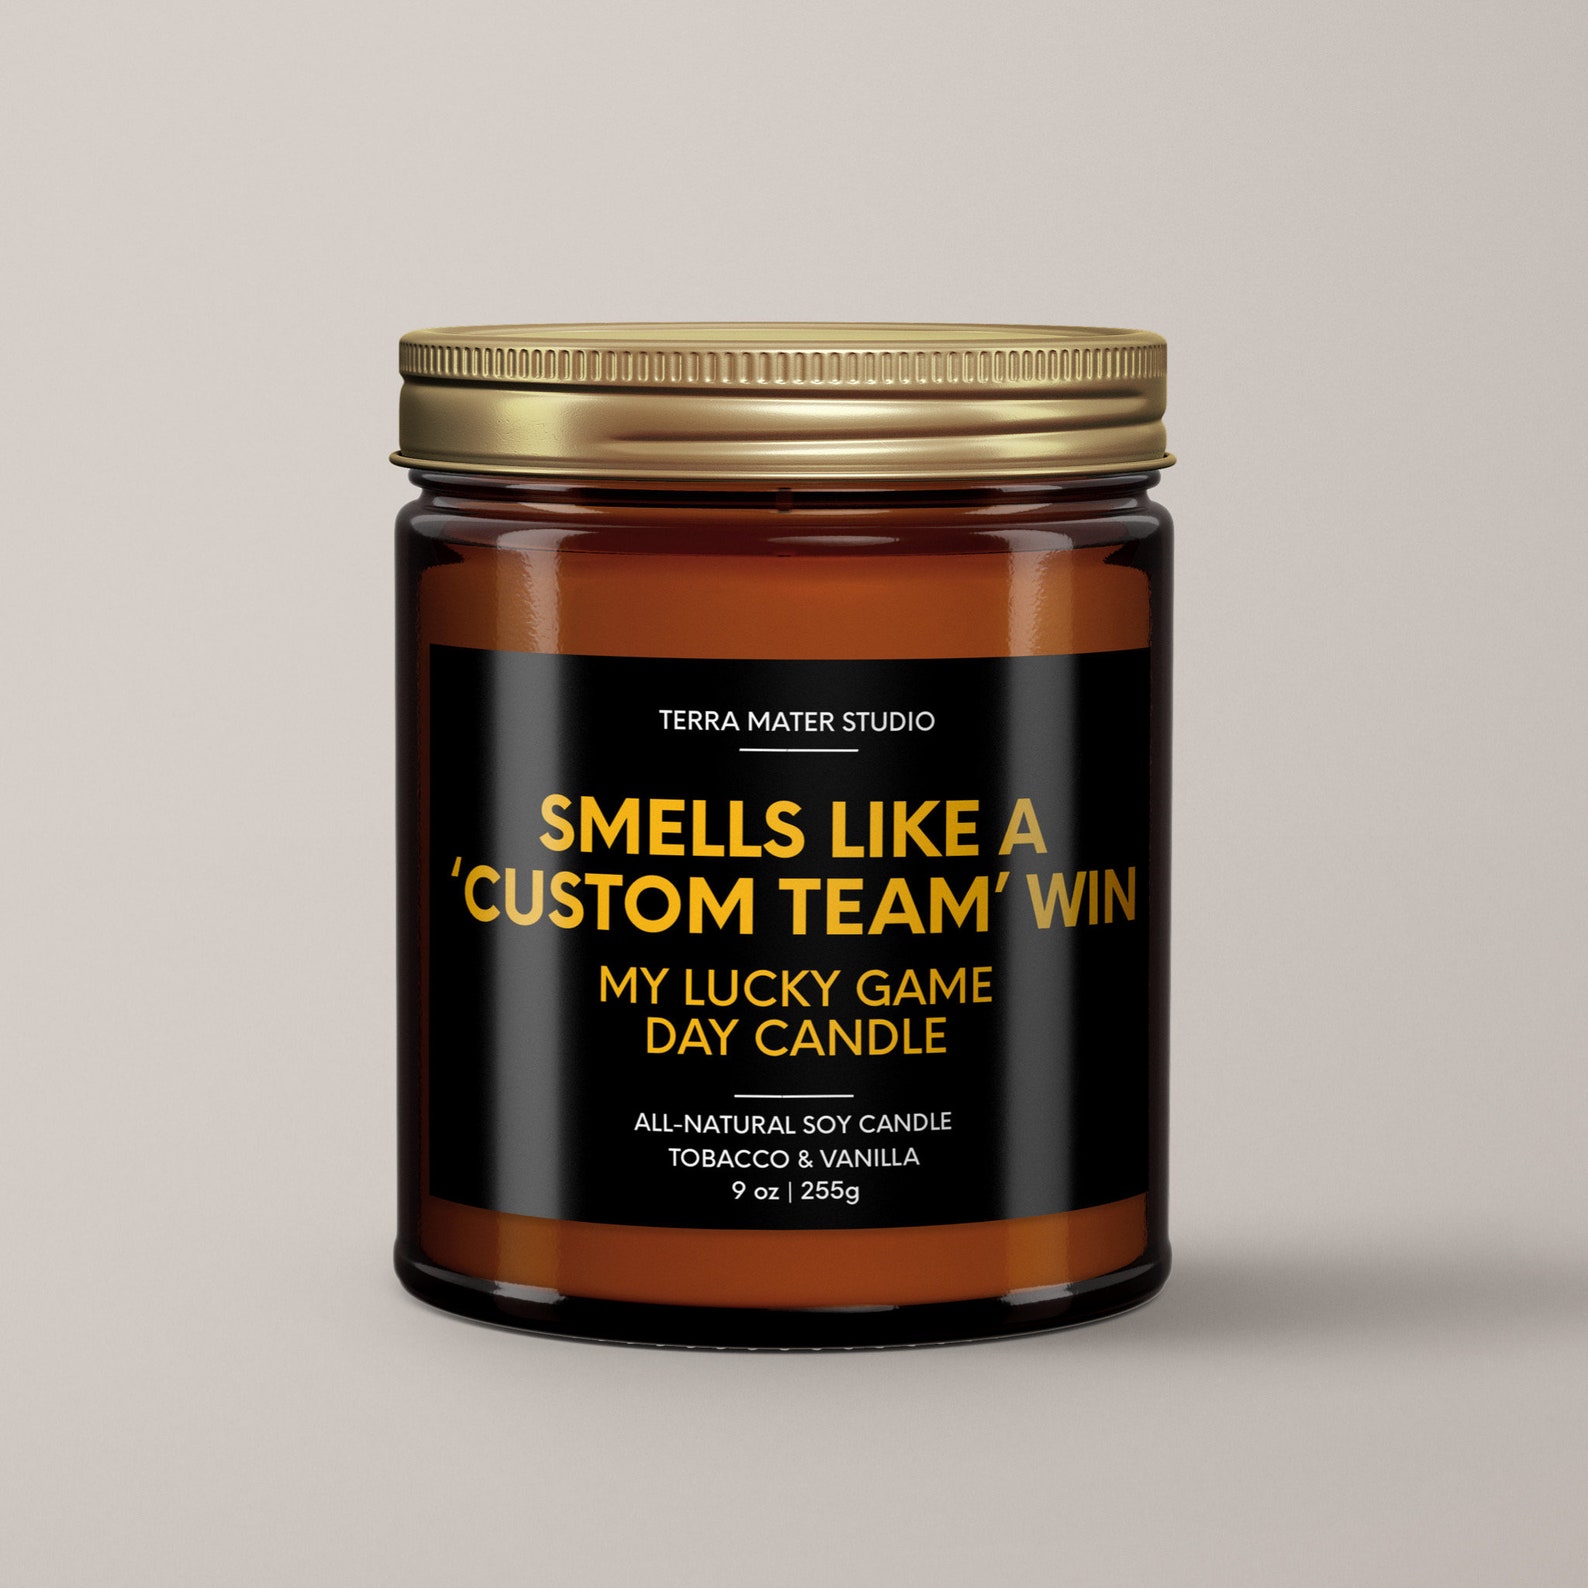 TERRA MATER STUDIO
SMELLS LIKE A
‘CUSTOM TEAM’ WIN
MY LUCKY GAME
DAY CANDLE
ALL-NATURAL SOY CANDLE
TOBACCO & VANILLA
9 oz | 255g